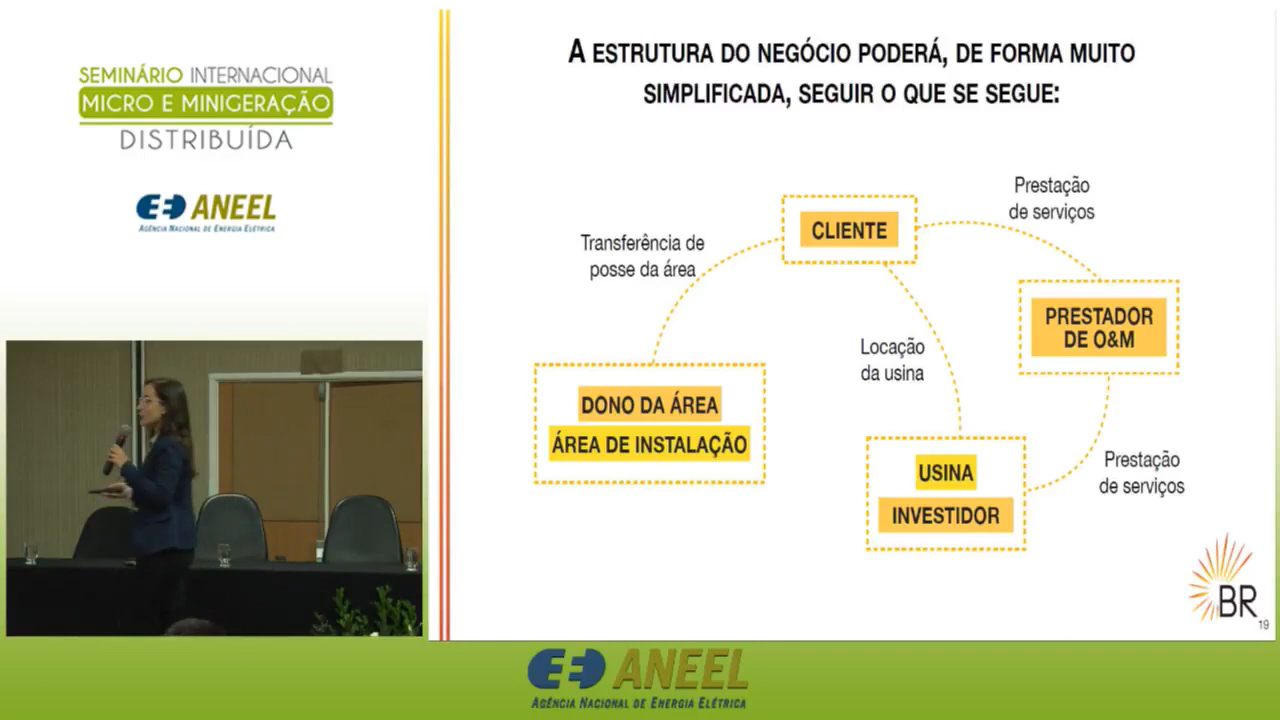 SEMINÁRIO INTERNACIONAL
MICRO E MINIGERAÇÃO
DISTRIBUÍDA
ANEEL
AGÊNCIA NACIONAL DE ENERGIA ELÉTRICA
A ESTRUTURA DO NEGÓCIO PODERÁ, DE FORMA MUITO
SIMPLIFICADA, SEGUIR O QUE SE SEGUE:
CLIENTE
Prestação
de serviços
Transferência de
posse da área
PRESTADOR
DE O&M
Locação
da usina
DONO DA ÁREA
ÁREA DE INSTALAÇÃO
USINA
INVESTIDOR
Prestação
de serviços
BR
19
ANEEL
AGÊNCIA NACIONAL DE ENERGIA ELÉTRICA